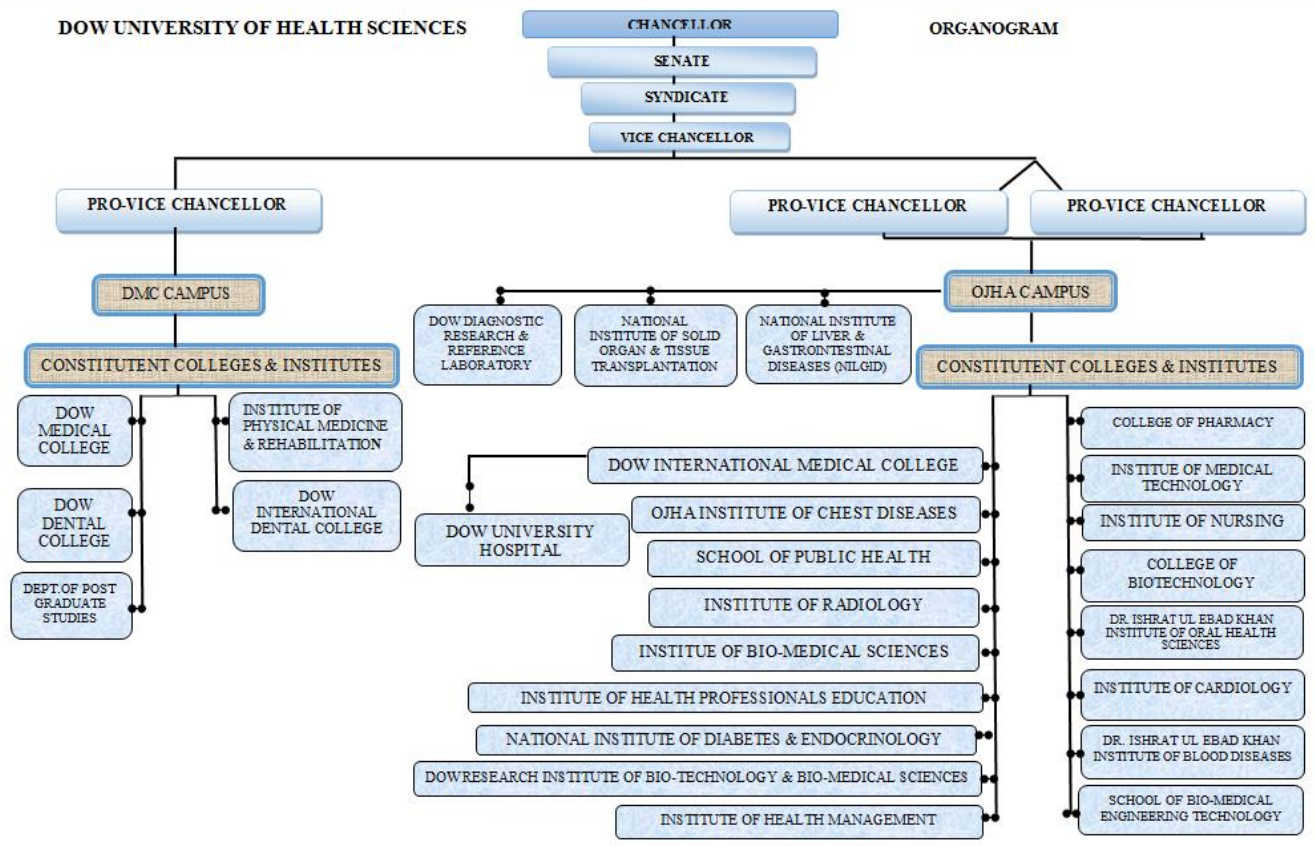 DOW UNIVERSITY OF HEALTH SCIENCES
ORGANOGRAM
CHANCELLOR
SENATE
SYNDICATE
VICE CHANCELLOR
PRO-VICE CHANCELLOR
PRO-VICE CHANCELLOR
PRO-VICE CHANCELLOR
DMC CAMPUS
OJHA CAMPUS
DOW DIAGNOSTIC
RESEARCH &
REFERENCE
LABORATORY
NATIONAL
INSTITUTE OF SOLID
ORGAN & TISSUE
TRANSPLANTATION
NATIONAL INSTITUTE
OF LIVER &
GASTROINTESTINAL
DISEASES (NILGID)
CONSTITUTENT COLLEGES & INSTITUTES
CONSTITUTENT COLLEGES & INSTITUTES
DOW
MEDICAL
COLLEGE
INSTITUTE OF
PHYSICAL MEDICINE
& REHABILITATION
DOW
DENTAL
COLLEGE
DOW
INTERNATIONAL
DENTAL COLLEGE
DEPT.OF POST
GRADUATE
STUDIES
DOW INTERNATIONAL MEDICAL COLLEGE
DOW UNIVERSITY
HOSPITAL
OJHA INSTITUTE OF CHEST DISEASES
SCHOOL OF PUBLIC HEALTH
INSTITUTE OF RADIOLOGY
INSTITUE OF BIO-MEDICAL SCIENCES
INSTITUTE OF HEALTH PROFESSIONALS EDUCATION
NATIONAL INSTITUTE OF DIABETES & ENDOCRINOLOGY
DOW RESEARCH INSTITUTE OF BIO-TECHNOLOGY & BIO-MEDICAL SCIENCES
INSTITUTE OF HEALTH MANAGEMENT
COLLEGE OF PHARMACY
INSTITUE OF MEDICAL
TECHNOLOGY
INSTITUTE OF NURSING
COLLEGE OF
BIOTECHNOLOGY
DR. ISHRAT UL EBAD KHAN
INSTITUTE OF ORAL HEALTH
SCIENCES
INSTITUTE OF CARDIOLOGY
DR. ISHRAT UL EBAD KHAN
INSTITUTE OF BLOOD DISEASES
SCHOOL OF BIO-MEDICAL
ENGINEERING TECHNOLOGY